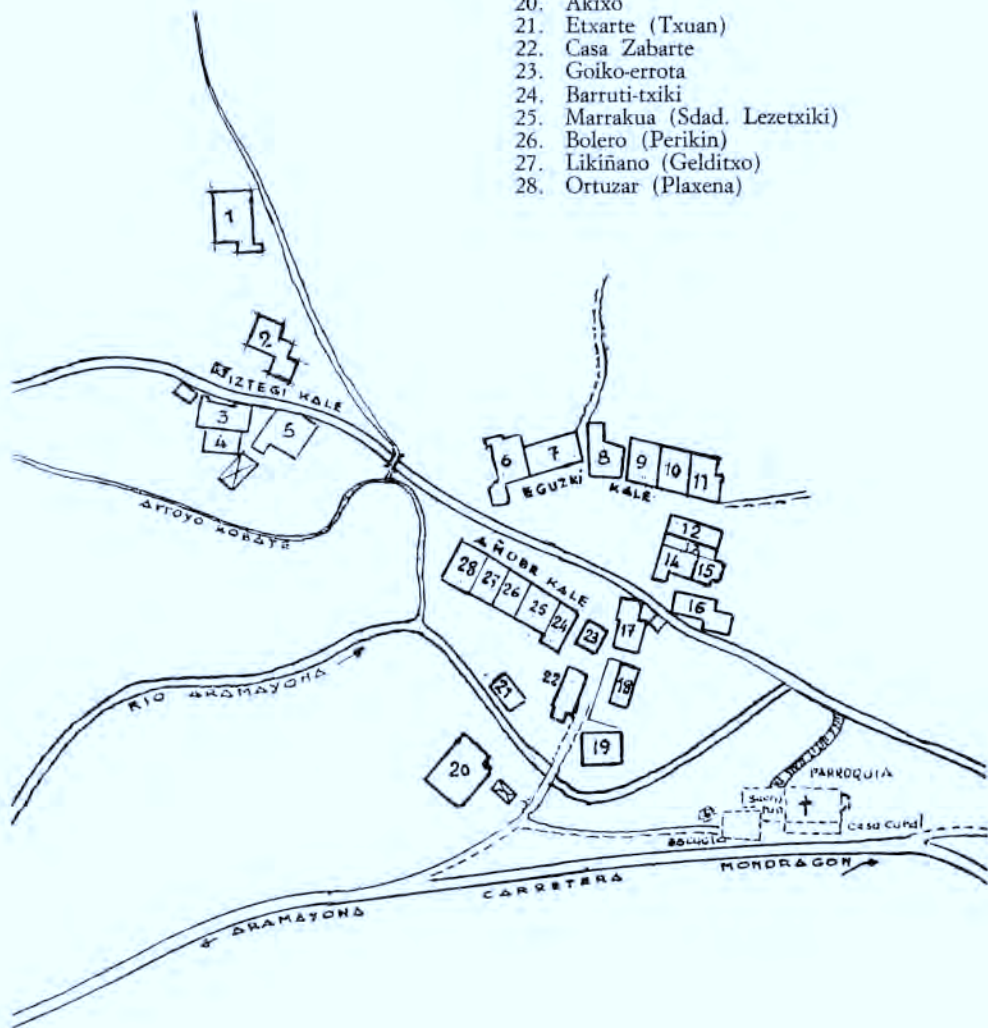 20. Akixo
21. Etxarte (Txuan)
22. Casa Zabarte
23. Goiko-errota
24. Barruti-txiki
25. Marrakua (Sdad. Lezetxiki)
26. Bolero (Perikin)
27. Likiñano (Gelditxo)
28. Ortuzar (Plaxena)
1
2
IZTEGI KALE
3
4
5
6
7
8
9
10
11
EGUZKI KALE
ARROYO
12
13
14
15
AÑOBR KALE
28
27
26
25
24
23
17
16
22
18
21
19
20
RIO ARAMAYONA
PARROQUIA
casa cural
escuela
MONDRAGON
CARRETERA
ARAMAYONA